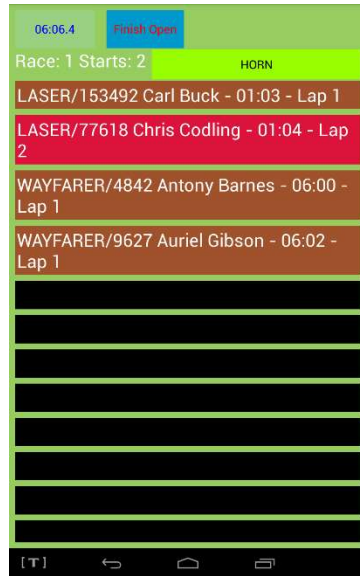 06:06.4
Finish Open
Race: 1 Starts: 2
HORN
LASER/153492 Carl Buck - 01:03 - Lap 1
LASER/77618 Chris Codling - 01:04 - Lap
2
WAYFARER/4842 Antony Barnes - 06:00 -
Lap 1
WAYFARER/9627 Auriel Gibson - 06:02 -
Lap 1
[T]